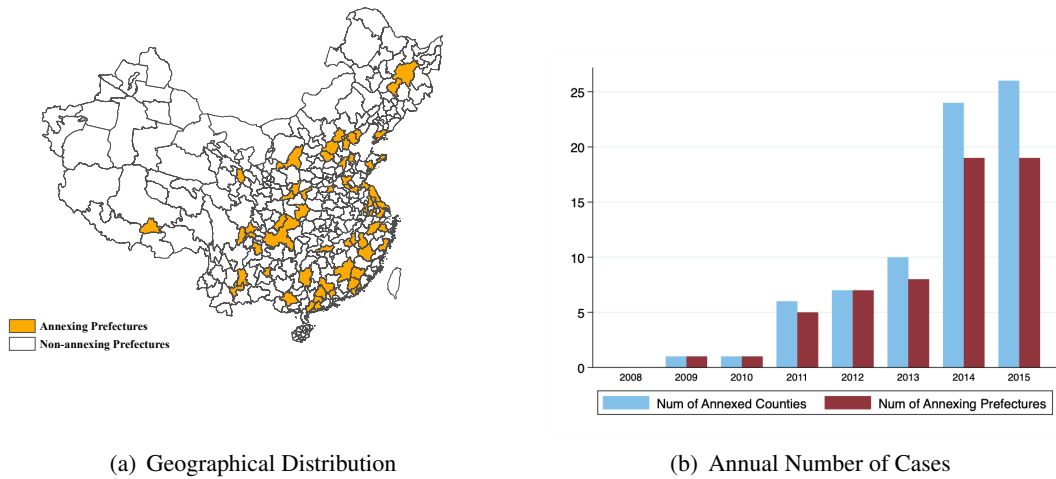 Annexing Prefectures
Non-annexing Prefectures
(a) Geographical Distribution
25
20
15
10
5
0
2008 2009 2010 2011 2012 2013 2014 2015
Num of Annexed Counties Num of Annexing Prefectures
(b) Annual Number of Cases